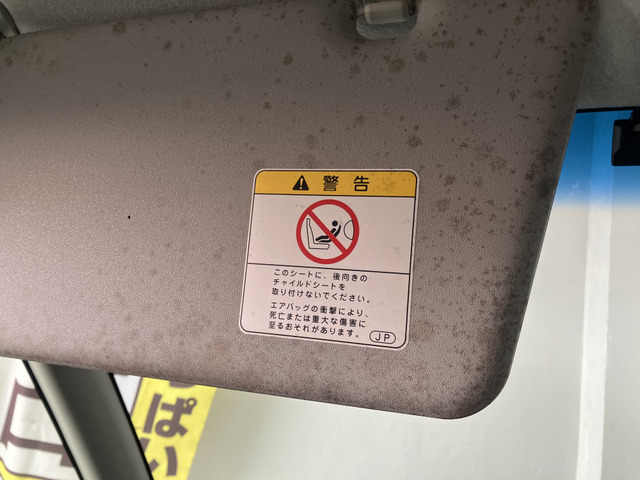 警告
このシートに、後向きの
チャイルドシートを
取り付けないでください。
エアバッグの衝撃により、
死亡または重大な傷害に
至るおそれがあります。
JP
ぱい